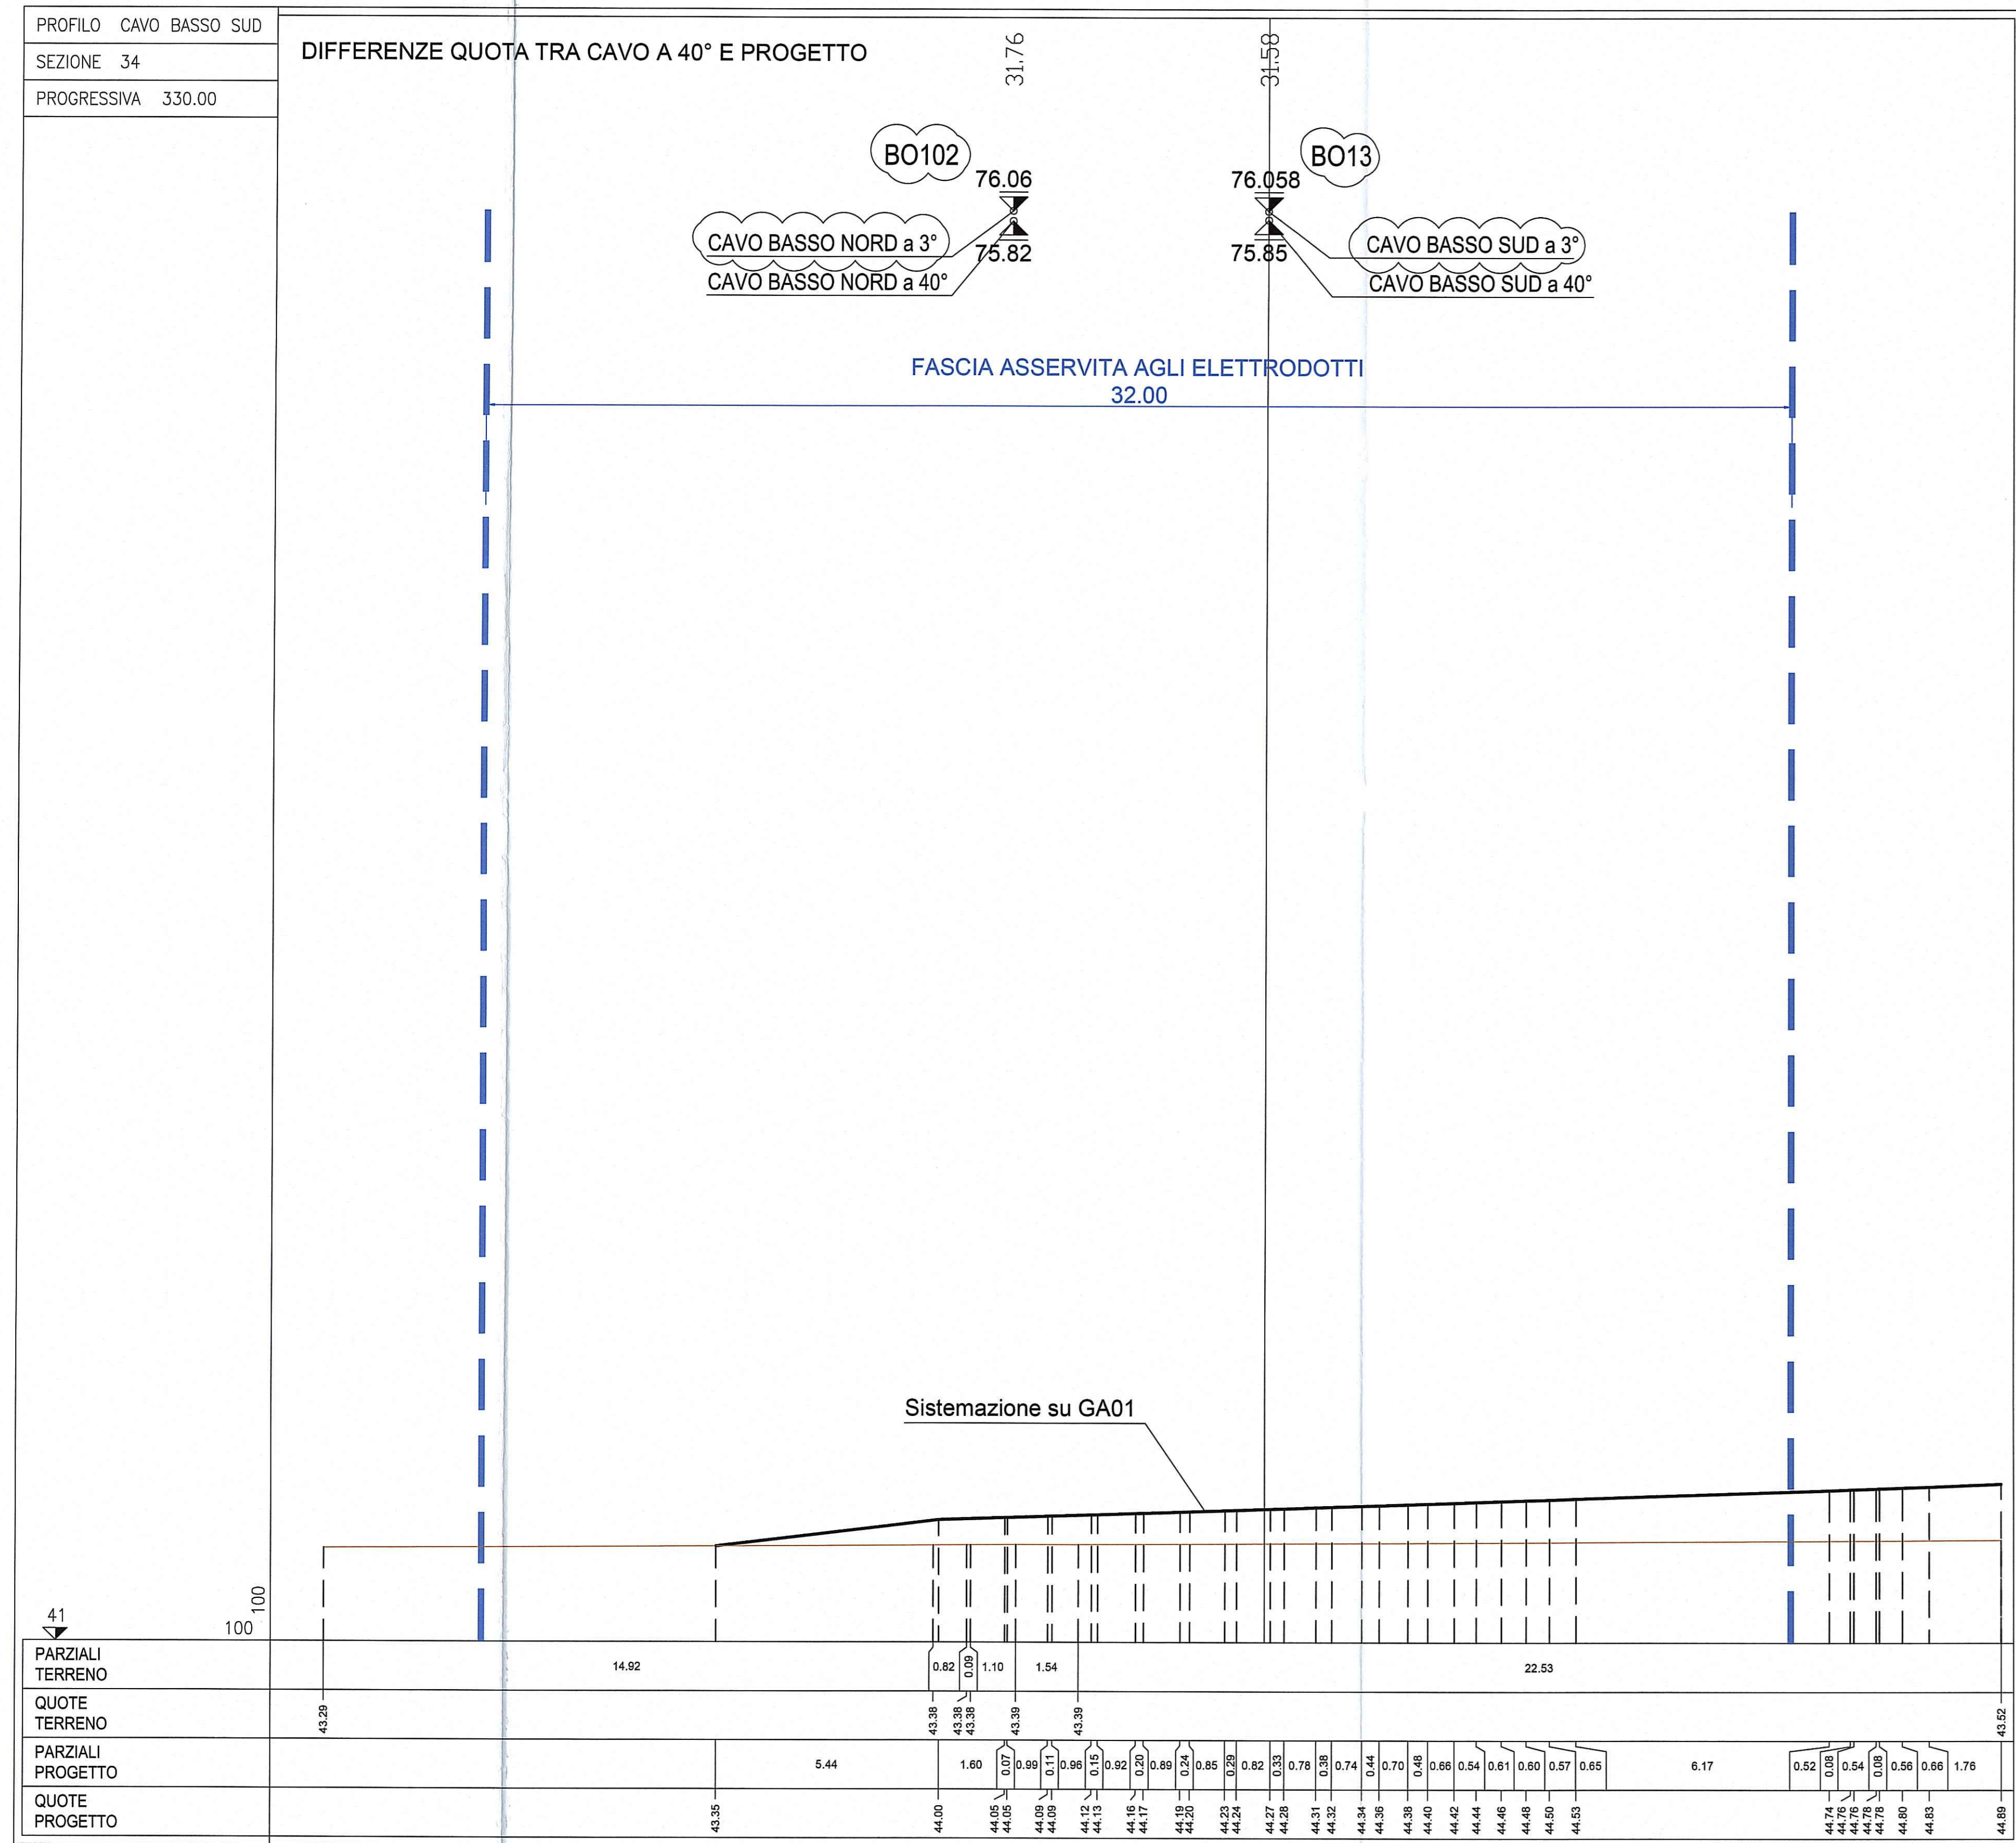 PROFILO CAVO BASSO SUD
SEZIONE 34
PROGRESSIVA 330.00
DIFFERENZE QUOTA TRA CAVO A 40° E PROGETTO
31.76
31.58
BO102
BO13
76.06
76.058
CAVO BASSO NORD a 3°
75.82
CAVO BASSO NORD a 40°
75.85
CAVO BASSO SUD a 3°
CAVO BASSO SUD a 40°
FASCIA ASSERVITA AGLI ELETTRODOTTI
32.00
Sistemazione su GA01
41
100
100
PARZIALI
TERRENO
14.92 0.82 0.09 1.10 1.54 22.53
QUOTE
TERRENO
43.29 43.38 43.38 43.38 43.39 43.39 43.52
PARZIALI
PROGETTO
5.44 1.60 0.07 0.99 0.11 0.96 0.15 0.92 0.20 0.89 0.24 0.85 0.29 0.82 0.33 0.78 0.38 0.74 0.44 0.70 0.48 0.66 0.54 0.61 0.60 0.57 0.65 6.17 0.52 0.08 0.54 0.08 0.56 0.66 1.76
QUOTE
PROGETTO
43.35 44.00 44.05 44.05 44.09 44.09 44.12 44.13 44.16 44.17 44.19 44.20 44.23 44.24 44.27 44.28 44.31 44.32 44.34 44.36 44.38 44.40 44.42 44.44 44.46 44.48 44.50 44.53 44.74 44.76 44.76 44.78 44.78 44.80 44.83 44.89